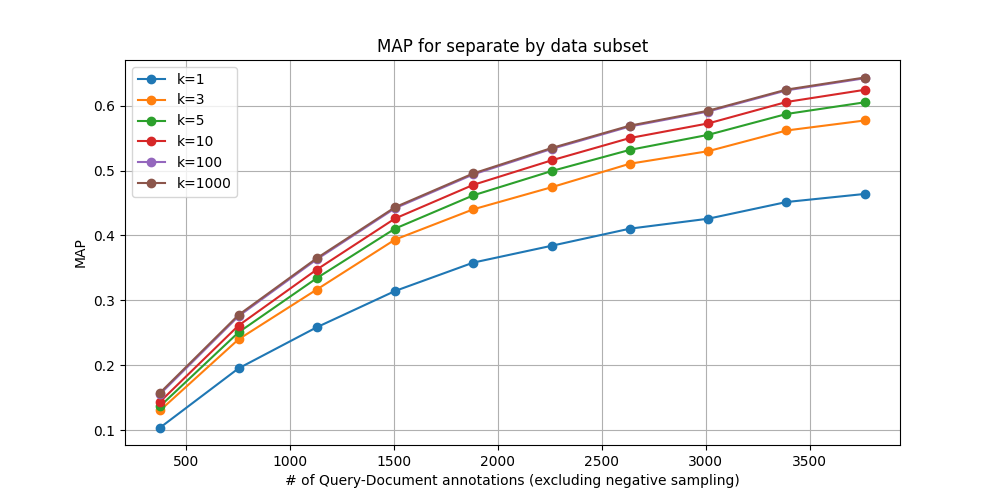 MAP for separate by data subset
k=1
k=3
k=5
k=10
k=100
k=1000
MAP
0.6
0.5
0.4
0.3
0.2
0.1
500 1000 1500 2000 2500 3000 3500
# of Query-Document annotations (excluding negative sampling)